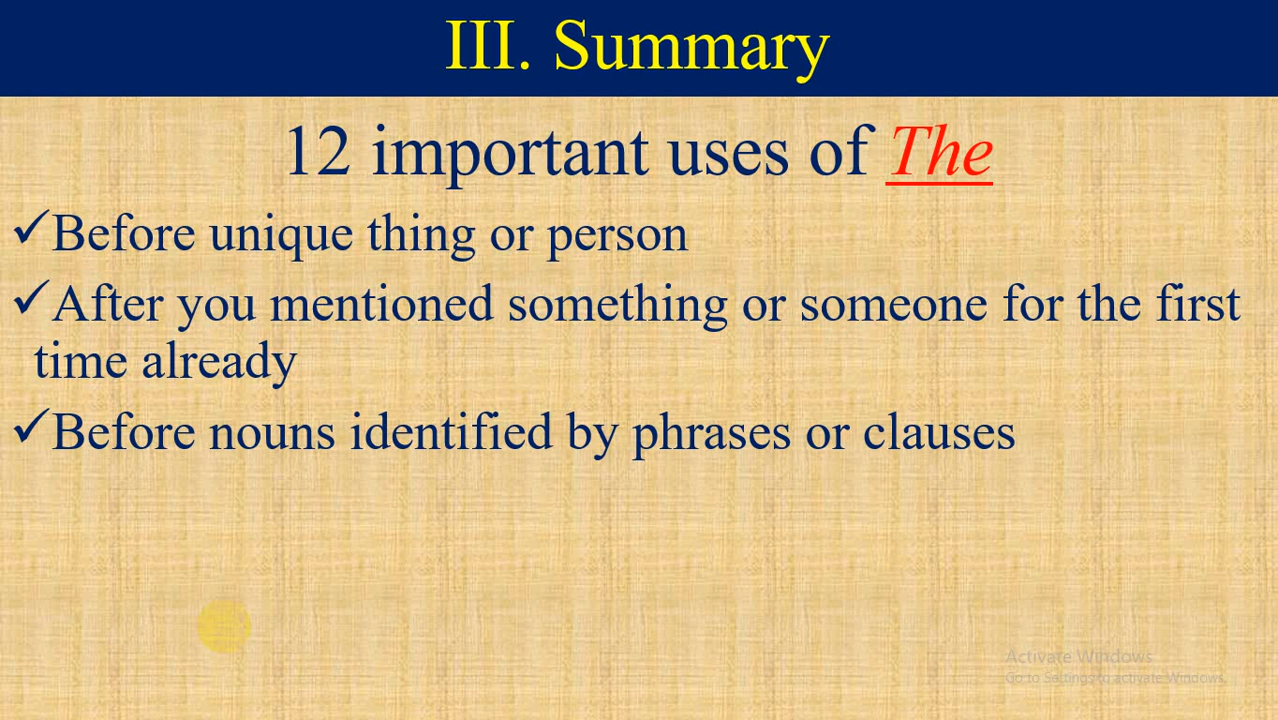 III. Summary
12 important uses of The
✓Before unique thing or person
✓After you mentioned something or someone for the first
time already
✓Before nouns identified by phrases or clauses
Activate Windows
Go to Settings to activate Windows.